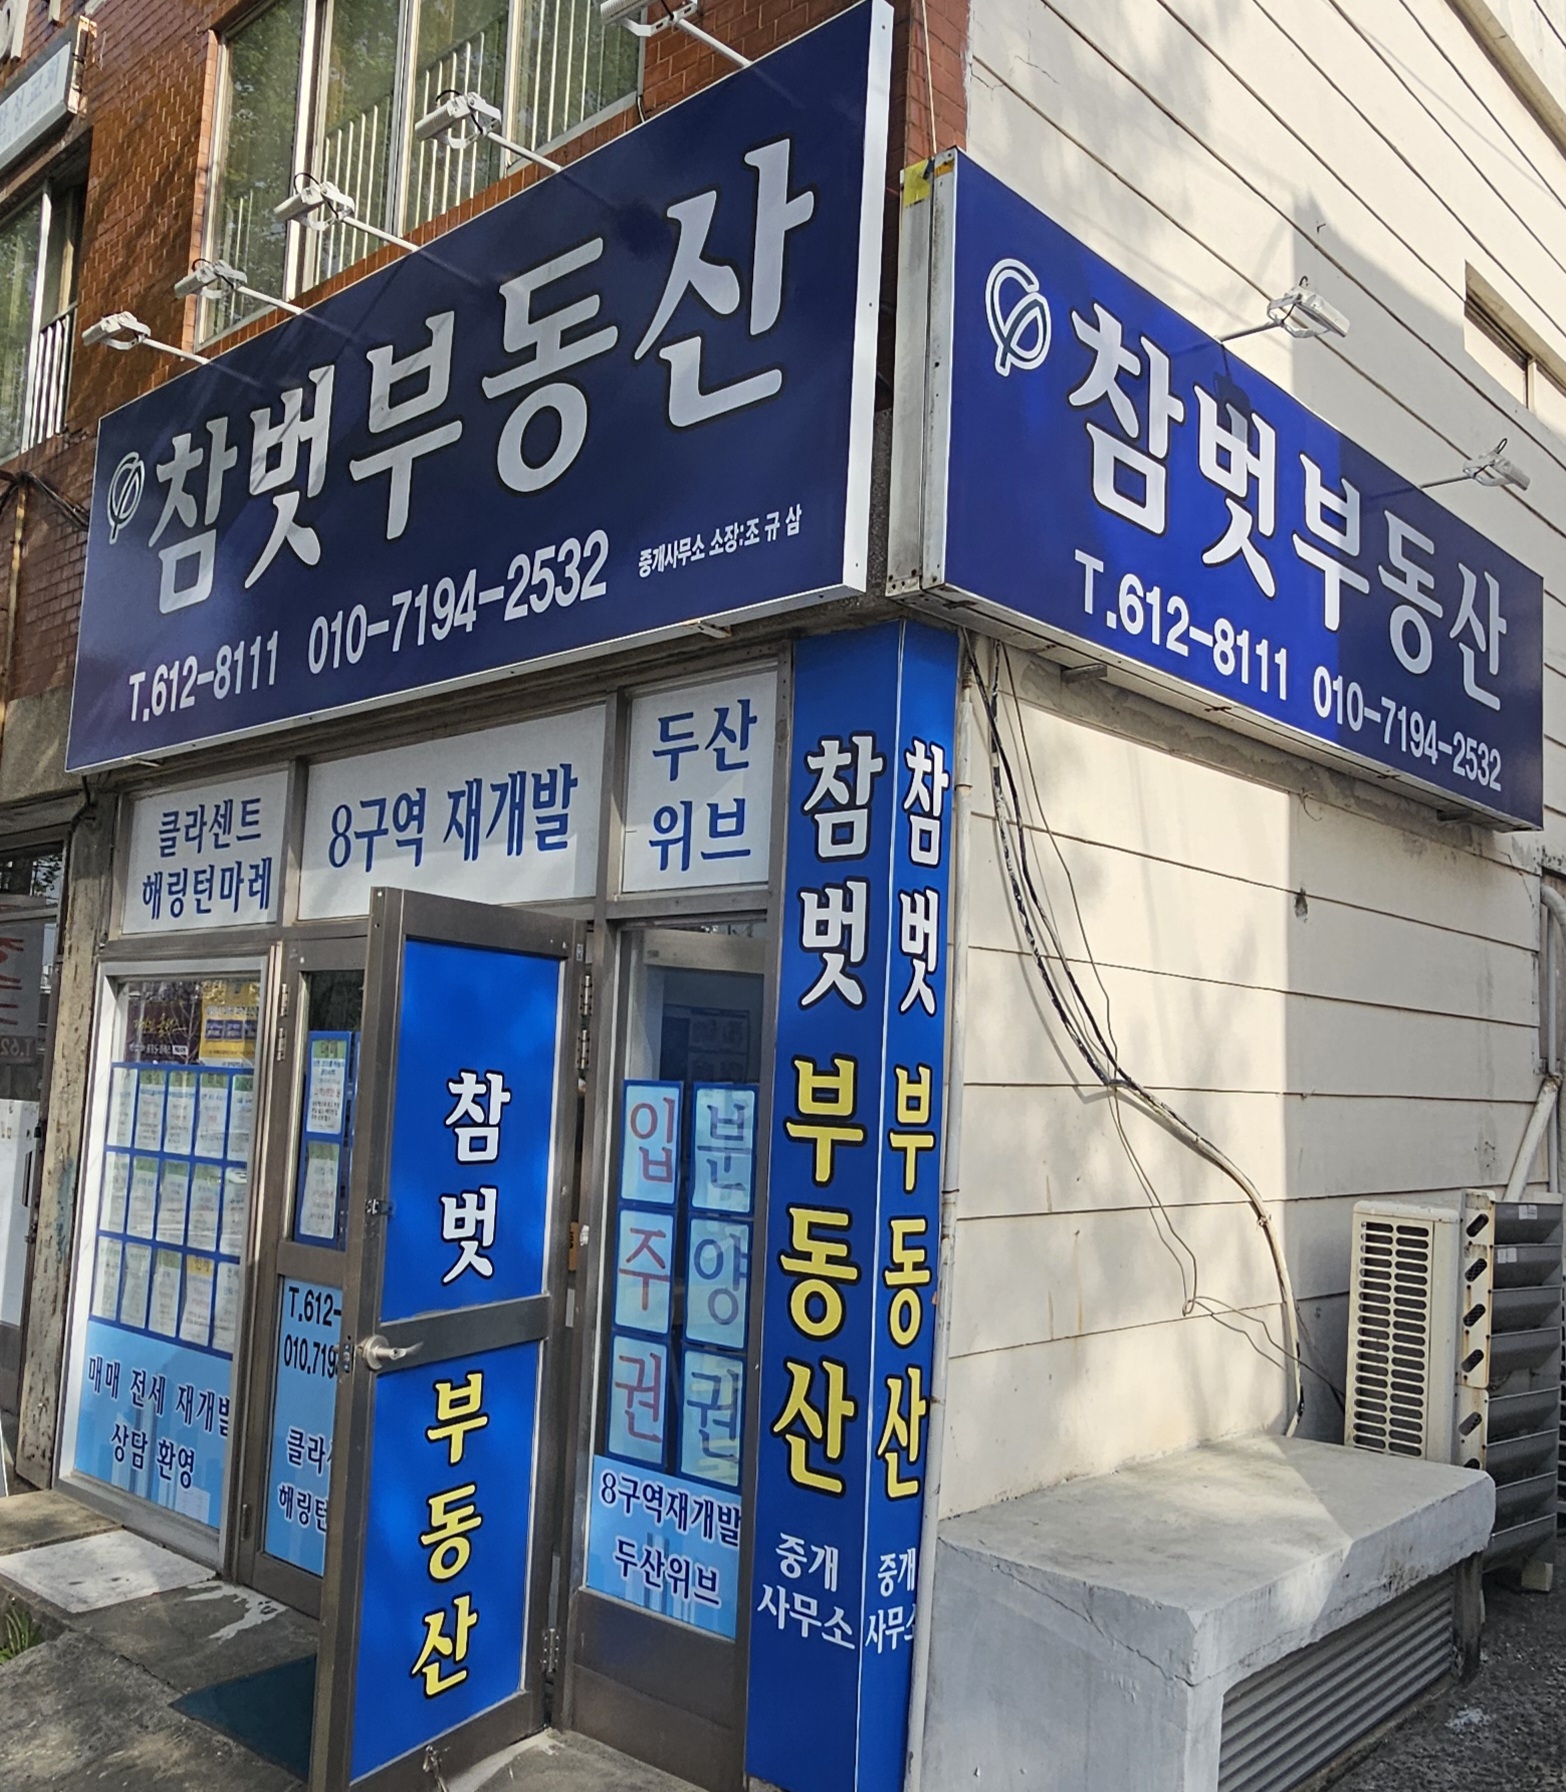 참벗부동산
T.612-8111 010-7194-2532 중개사무소 소장:조규삼
참벗부동산
T.612-8111 010-7194-2532
클라센트
해링턴마레
8구역 재개발
두산
위브
참벗 부동산
중개
사무소
참벗 부동산
중개
사무소
참벗
부동산
입주권
분양권
8구역재개발
두산위브
매매 전세 재개발
상담 환영
T.612-
010.719
클라
해링턴